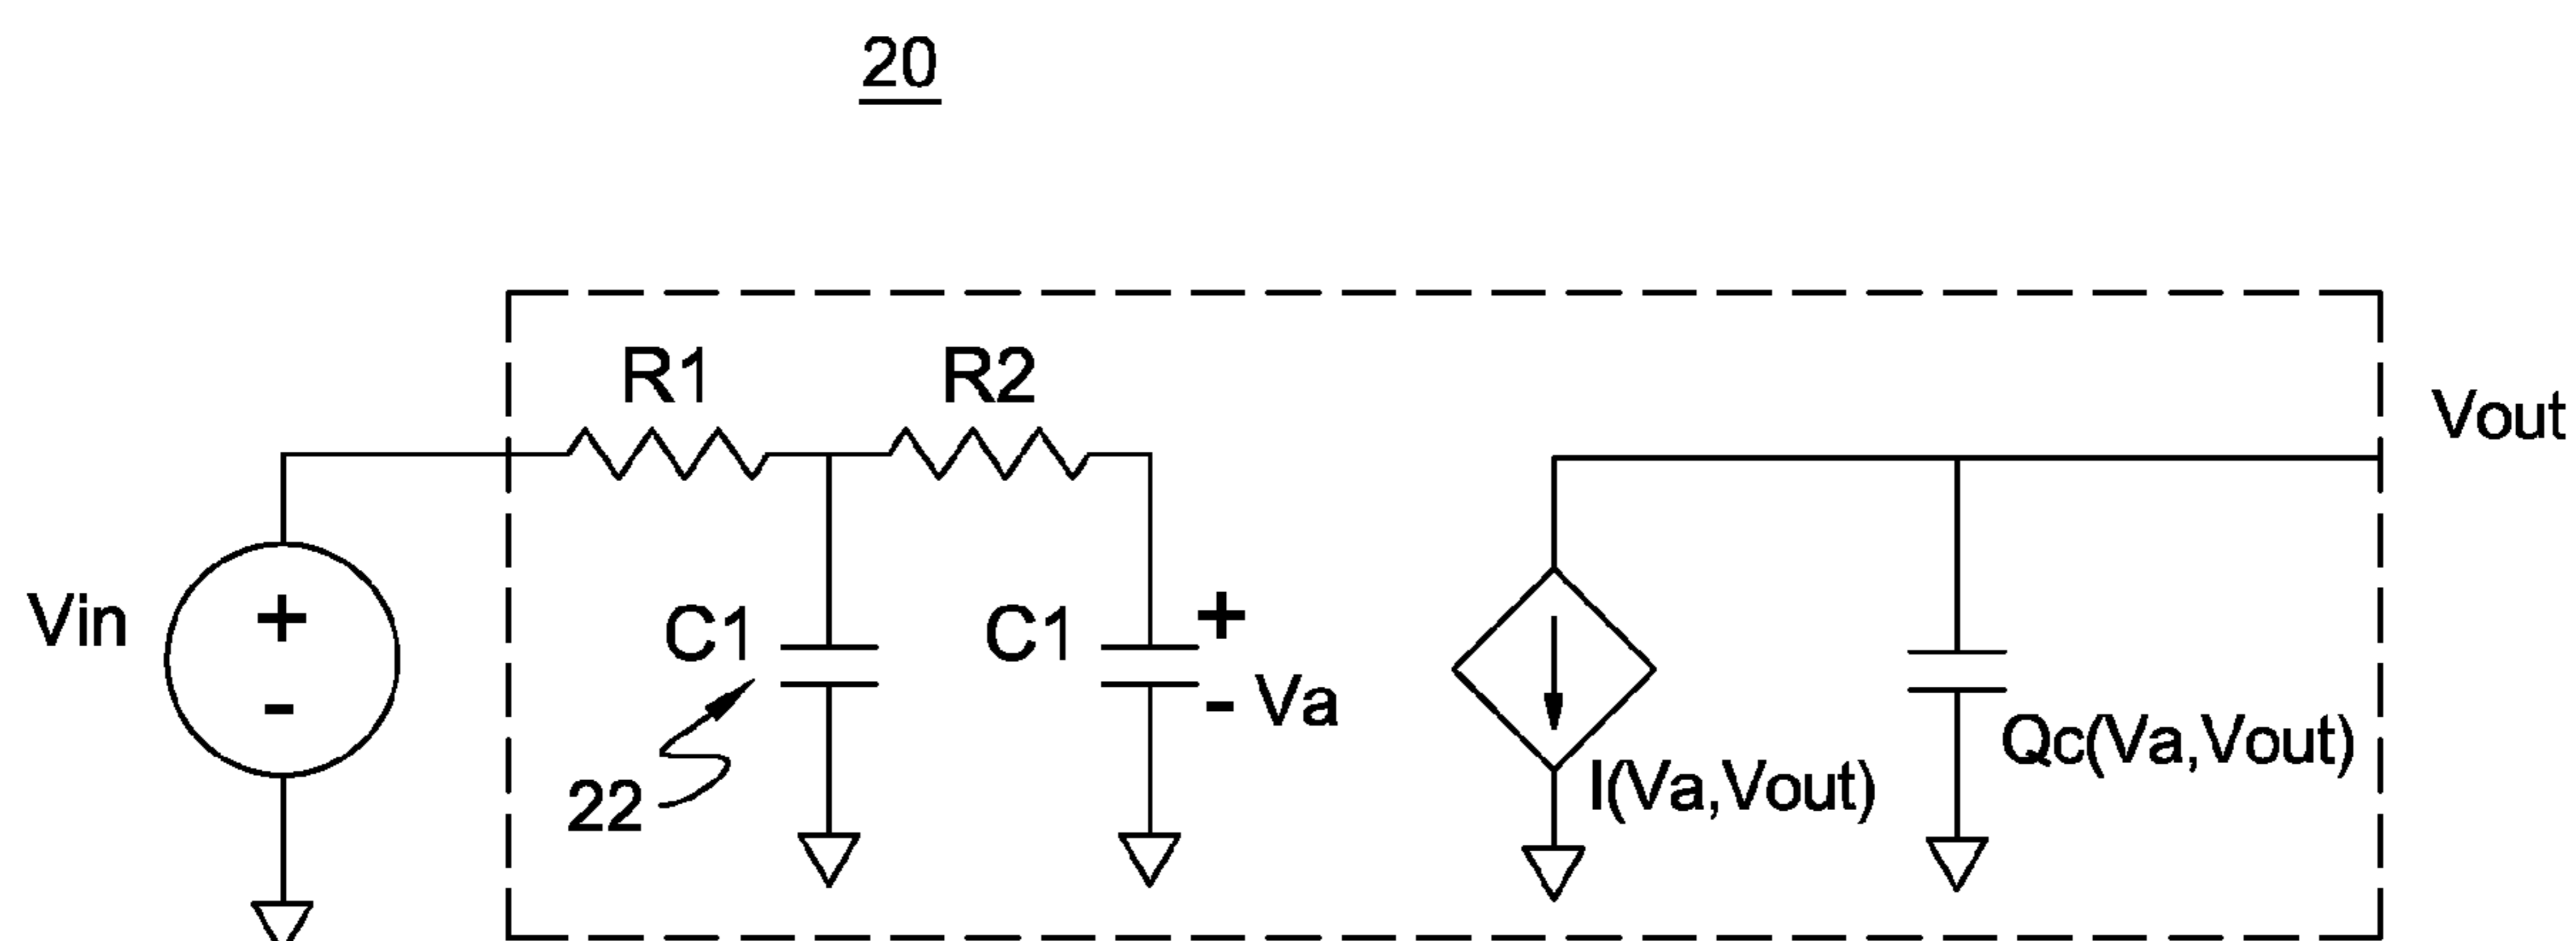 20
R1
R2
Vout
Vin
+
-
C1
C1
+
- Va
22
I(Va,Vout)
Qc(Va,Vout)